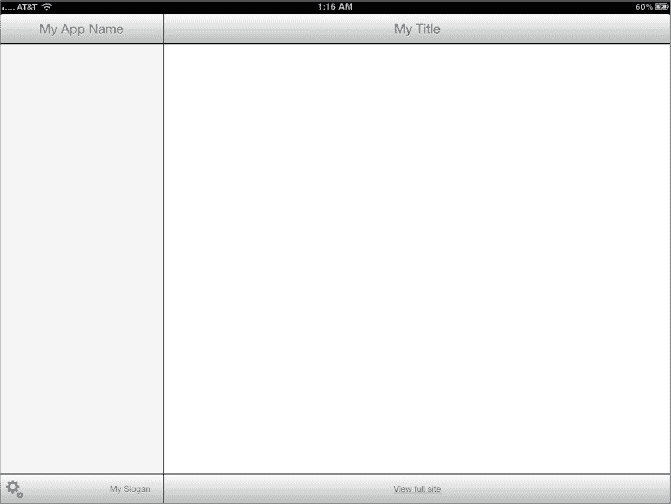 ..... AT&T 1:16 AM 60%
My App Name My Title
My Slogan View full site